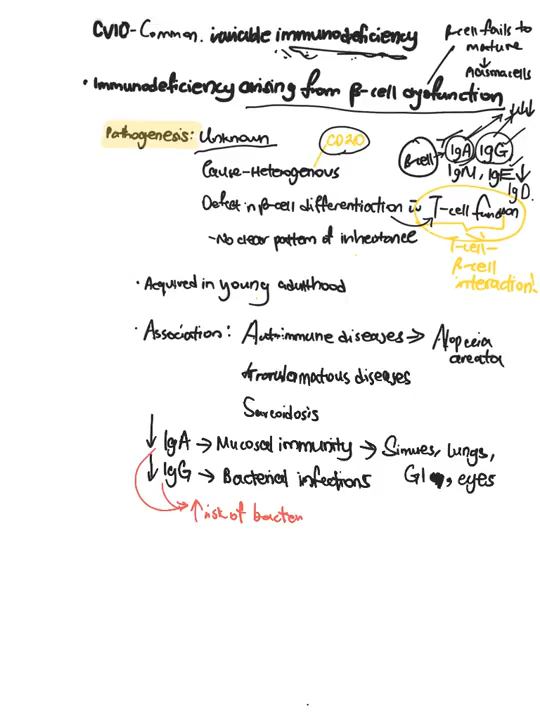 CVID-Common variable immunodeficiency
β-cell fails to
mature
↓
plasma cells
• Immunodeficiency arising from β-cell dysfunction
Pathogenesis: Unknown
CD20
β-cell → IgA IgG ↓↓↓
IgM, IgE ↓
IgD
Cause-Heterogenous
Defect in β-cell differentiation → T-cell function
-No clear pattern of inheritance
T-cell-
β-cell
interaction!
• Acquired in young adulthood
• Association: Autoimmune diseases ⇒ Alopecia
areata
Granulomatous diseases
Sarcoidosis
↓ IgA → Mucosal immunity → Sinuses, lungs,
GI, eyes
↓ IgG → Bacterial infections
↑ risk of bacteri